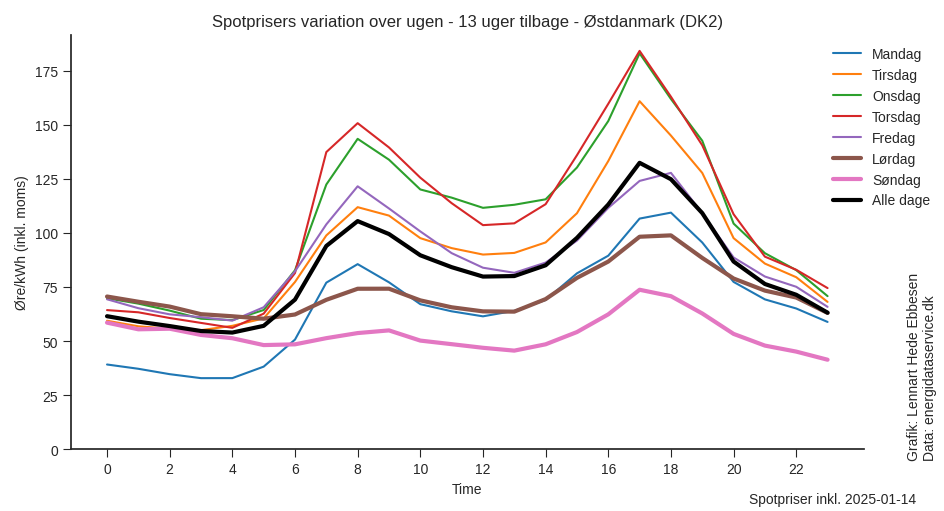 Spotprisers variation over ugen - 13 uger tilbage - Østdanmark (DK2)
Øre/kWh (inkl. moms)
175
150
125
100
75
50
25
0
0 2 4 6 8 10 12 14 16 18 20 22
Time
Mandag
Tirsdag
Onsdag
Torsdag
Fredag
Lørdag
Søndag
Alle dage
Grafik: Lennart Hede Ebbesen
Data: energidataservice.dk
Spotpriser inkl. 2025-01-14